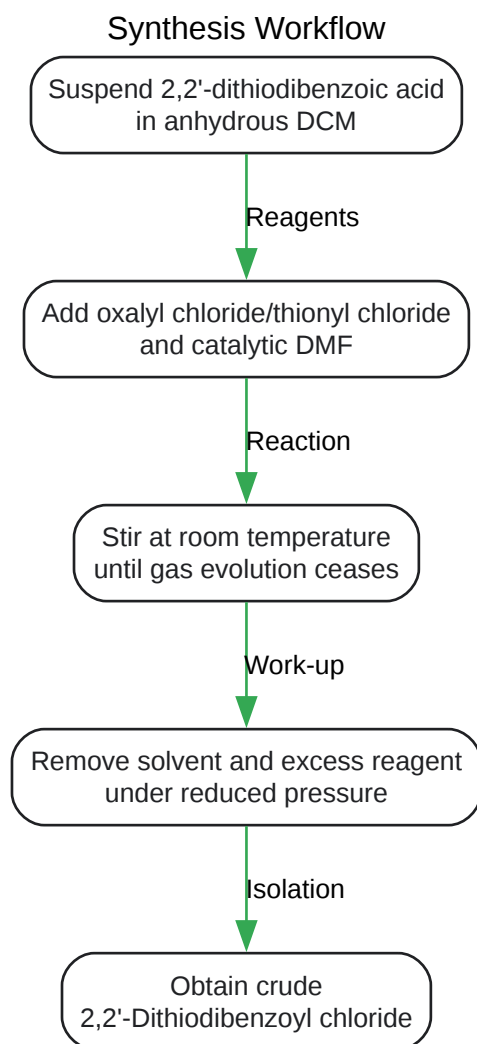 Synthesis Workflow
Suspend 2,2'-dithiodibenzoic acid
in anhydrous DCM
Reagents
Add oxalyl chloride/thionyl chloride
and catalytic DMF
Reaction
Stir at room temperature
until gas evolution ceases
Work-up
Remove solvent and excess reagent
under reduced pressure
Isolation
Obtain crude
2,2'-Dithiodibenzoyl chloride